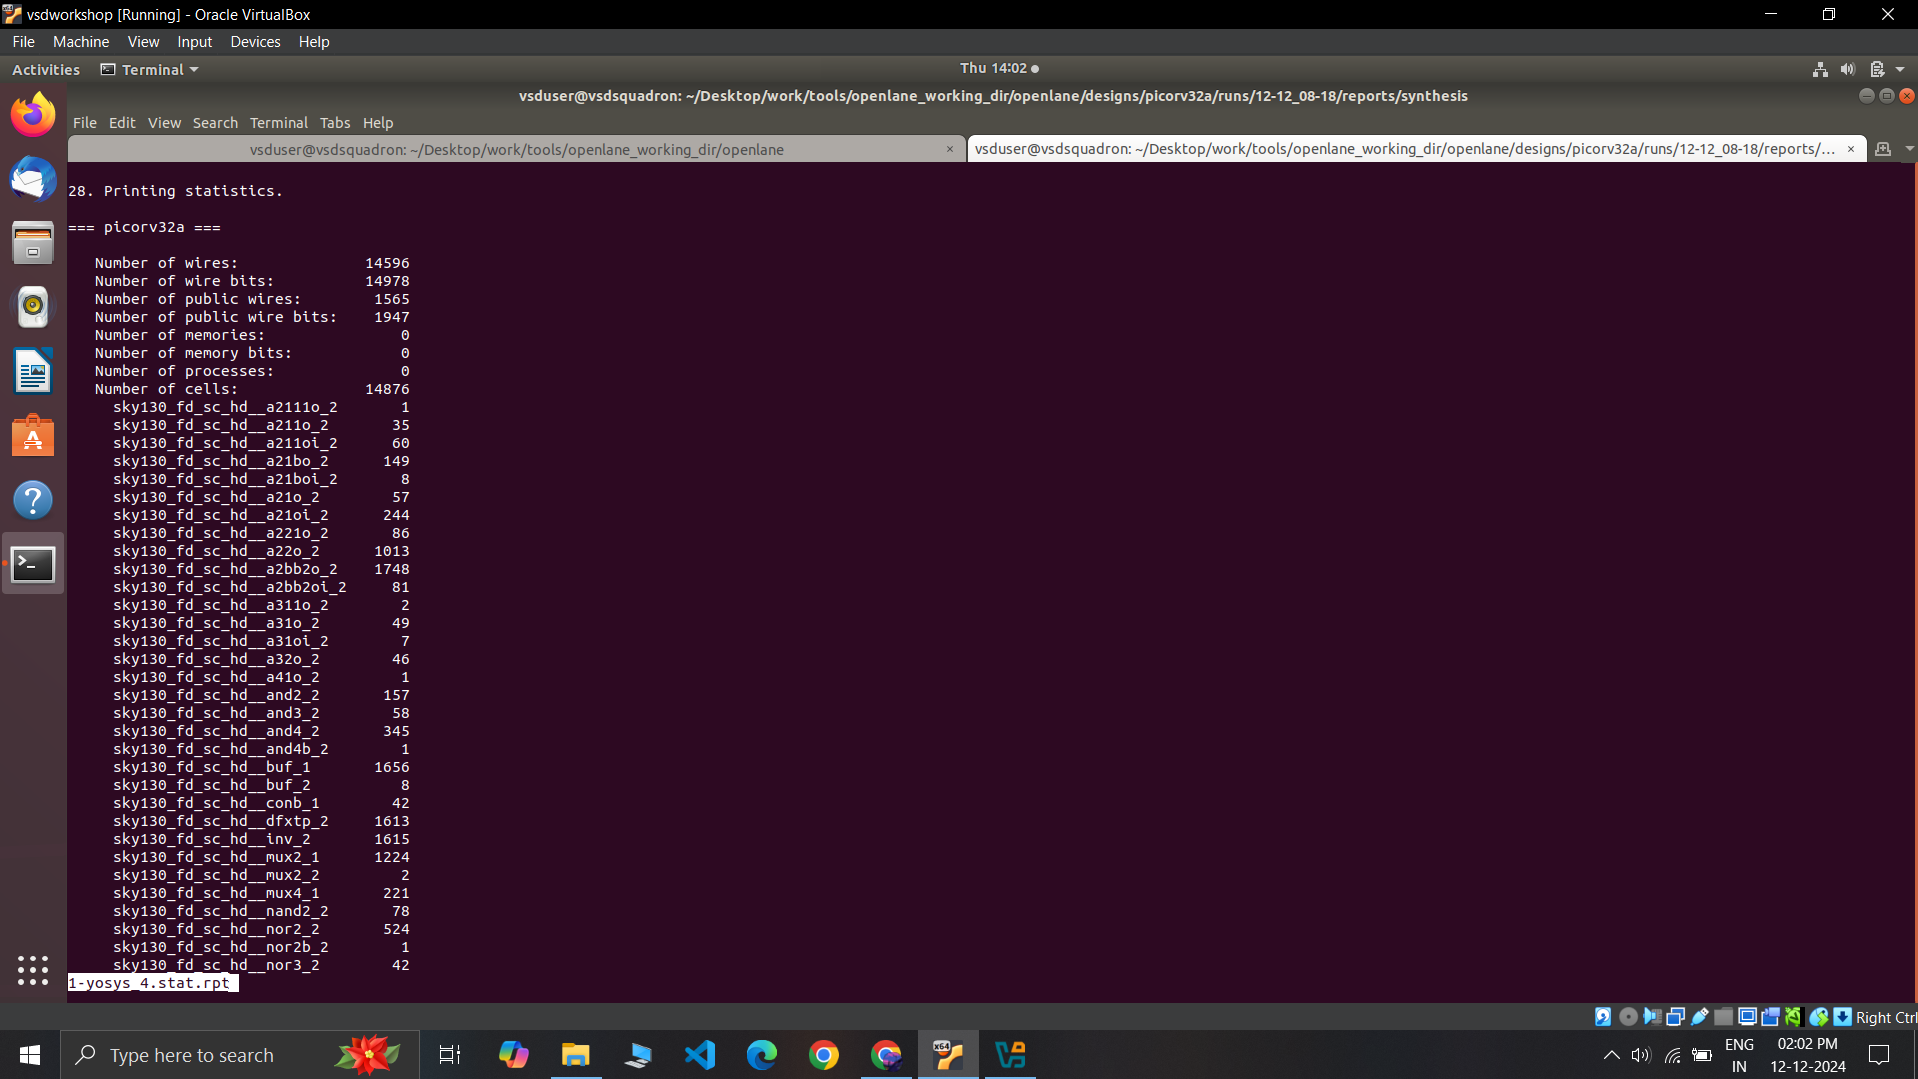 vsdworkshop [Running] - Oracle VirtualBox
File Machine View Input Devices Help
Activities Terminal Thu 14:02
vsduser@vsdsquadron: ~/Desktop/work/tools/openlane_working_dir/openlane/designs/picorv32a/runs/12-12_08-18/reports/synthesis
File Edit View Search Terminal Tabs Help
vsduser@vsdsquadron: ~/Desktop/work/tools/openlane_working_dir/openlane × vsduser@vsdsquadron: ~/Desktop/work/tools/openlane_working_dir/openlane/designs/picorv32a/runs/12-12_08-18/reports/... ×
28. Printing statistics.
=== picorv32a ===
Number of wires: 14596
Number of wire bits: 14978
Number of public wires: 1565
Number of public wire bits: 1947
Number of memories: 0
Number of memory bits: 0
Number of processes: 0
Number of cells: 14876
sky130_fd_sc_hd__a2111o_2 1
sky130_fd_sc_hd__a211o_2 35
sky130_fd_sc_hd__a211oi_2 60
sky130_fd_sc_hd__a21bo_2 149
sky130_fd_sc_hd__a21boi_2 8
sky130_fd_sc_hd__a21o_2 57
sky130_fd_sc_hd__a21oi_2 244
sky130_fd_sc_hd__a221o_2 86
sky130_fd_sc_hd__a22o_2 1013
sky130_fd_sc_hd__a2bb2o_2 1748
sky130_fd_sc_hd__a2bb2oi_2 81
sky130_fd_sc_hd__a311o_2 2
sky130_fd_sc_hd__a31o_2 49
sky130_fd_sc_hd__a31oi_2 7
sky130_fd_sc_hd__a32o_2 46
sky130_fd_sc_hd__a41o_2 1
sky130_fd_sc_hd__and2_2 157
sky130_fd_sc_hd__and3_2 58
sky130_fd_sc_hd__and4_2 345
sky130_fd_sc_hd__and4b_2 1
sky130_fd_sc_hd__buf_1 1656
sky130_fd_sc_hd__buf_2 8
sky130_fd_sc_hd__conb_1 42
sky130_fd_sc_hd__dfxtp_2 1613
sky130_fd_sc_hd__inv_2 1615
sky130_fd_sc_hd__mux2_1 1224
sky130_fd_sc_hd__mux2_2 2
sky130_fd_sc_hd__mux4_1 221
sky130_fd_sc_hd__nand2_2 78
sky130_fd_sc_hd__nor2_2 524
sky130_fd_sc_hd__nor2b_2 1
sky130_fd_sc_hd__nor3_2 42
1-yosys_4.stat.rpt
Right Ctrl
Type here to search
x64
ENG
IN
02:02 PM
12-12-2024